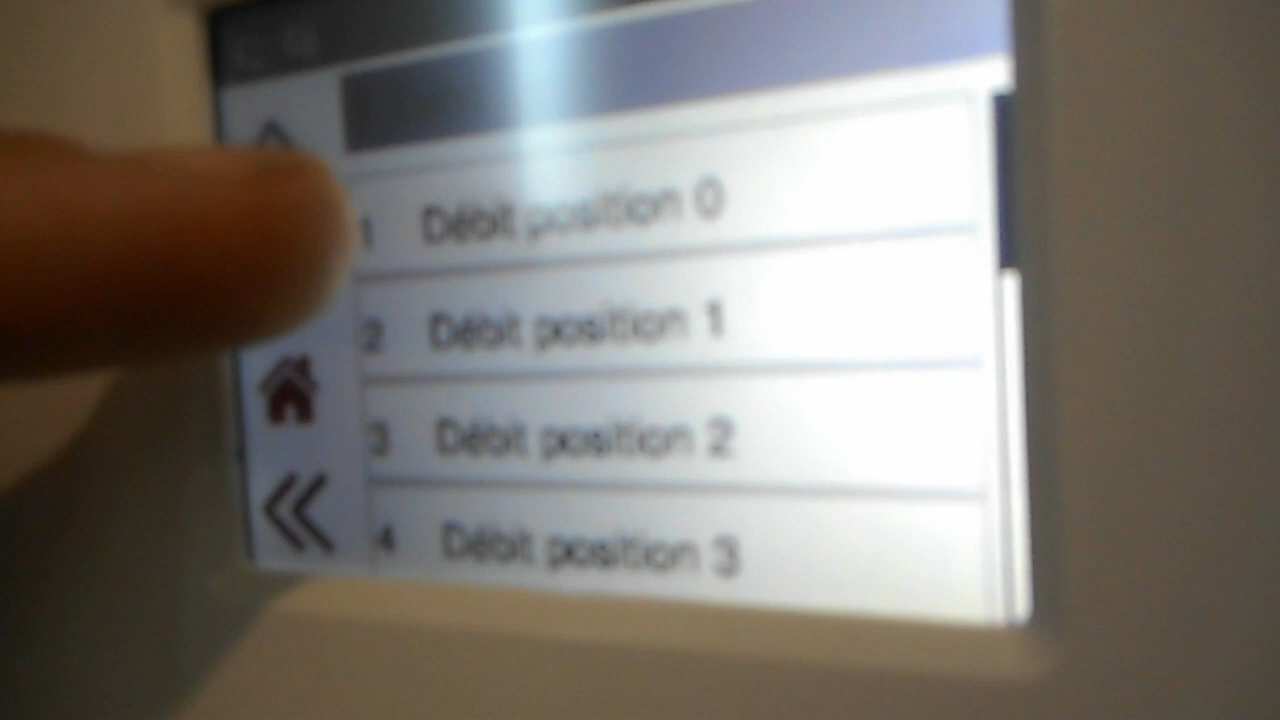 1 Débit position 0
2 Débit position 1
3 Débit position 2
4 Débit position 3